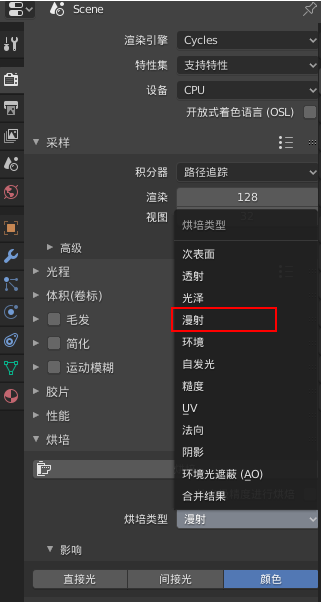 Scene
渲染引擎 Cycles
特性集 支持特性
设备 CPU
开放式着色语言 (OSL)
采样
积分器 路径追踪
渲染 128
视图
烘培类型
次表面
高级
透射
光程
光泽
体积(卷标)
漫射
毛发
环境
简化
自发光
运动模糊
糙度
胶片
UV
性能
法向
烘培
阴影
环境光遮蔽 (AO)
合并结果
烘培类型 漫射
影响
直接光 间接光 颜色